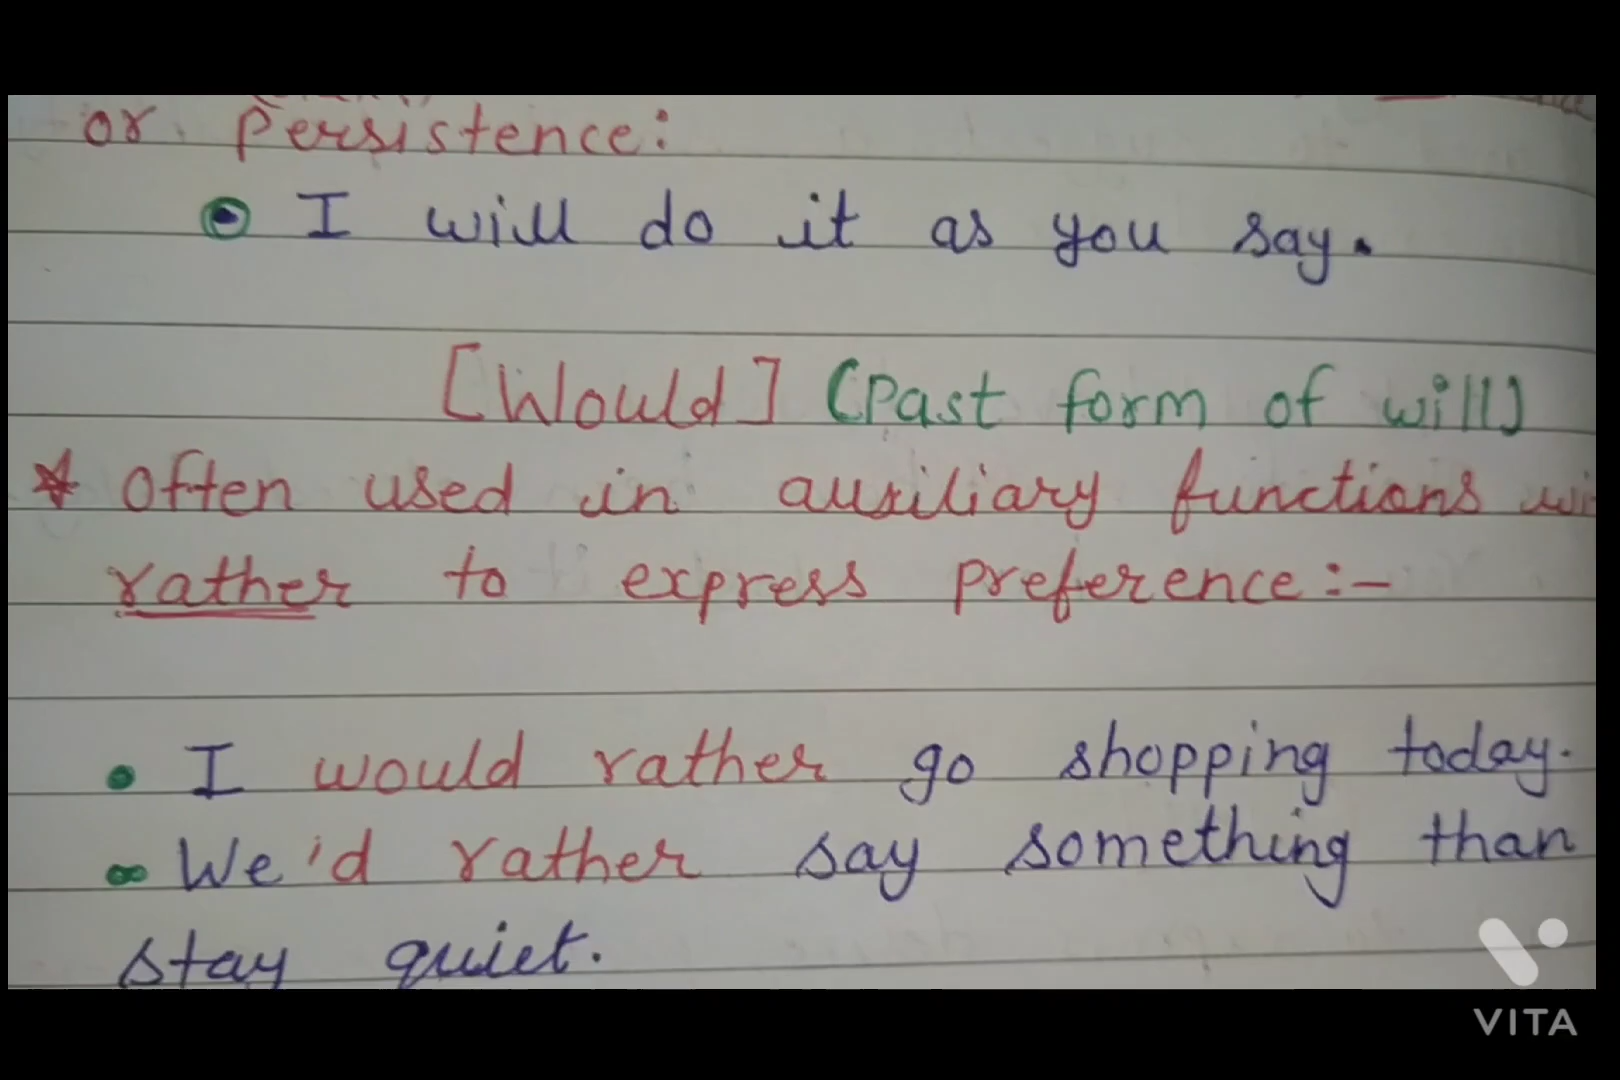 or Persistence:
I will do it as you say.
[Would] (Past form of will)
* Often used in auxiliary functions
rather to express preference:-
• I would rather go shopping today.
• We'd rather say something than
stay quiet.
VITA